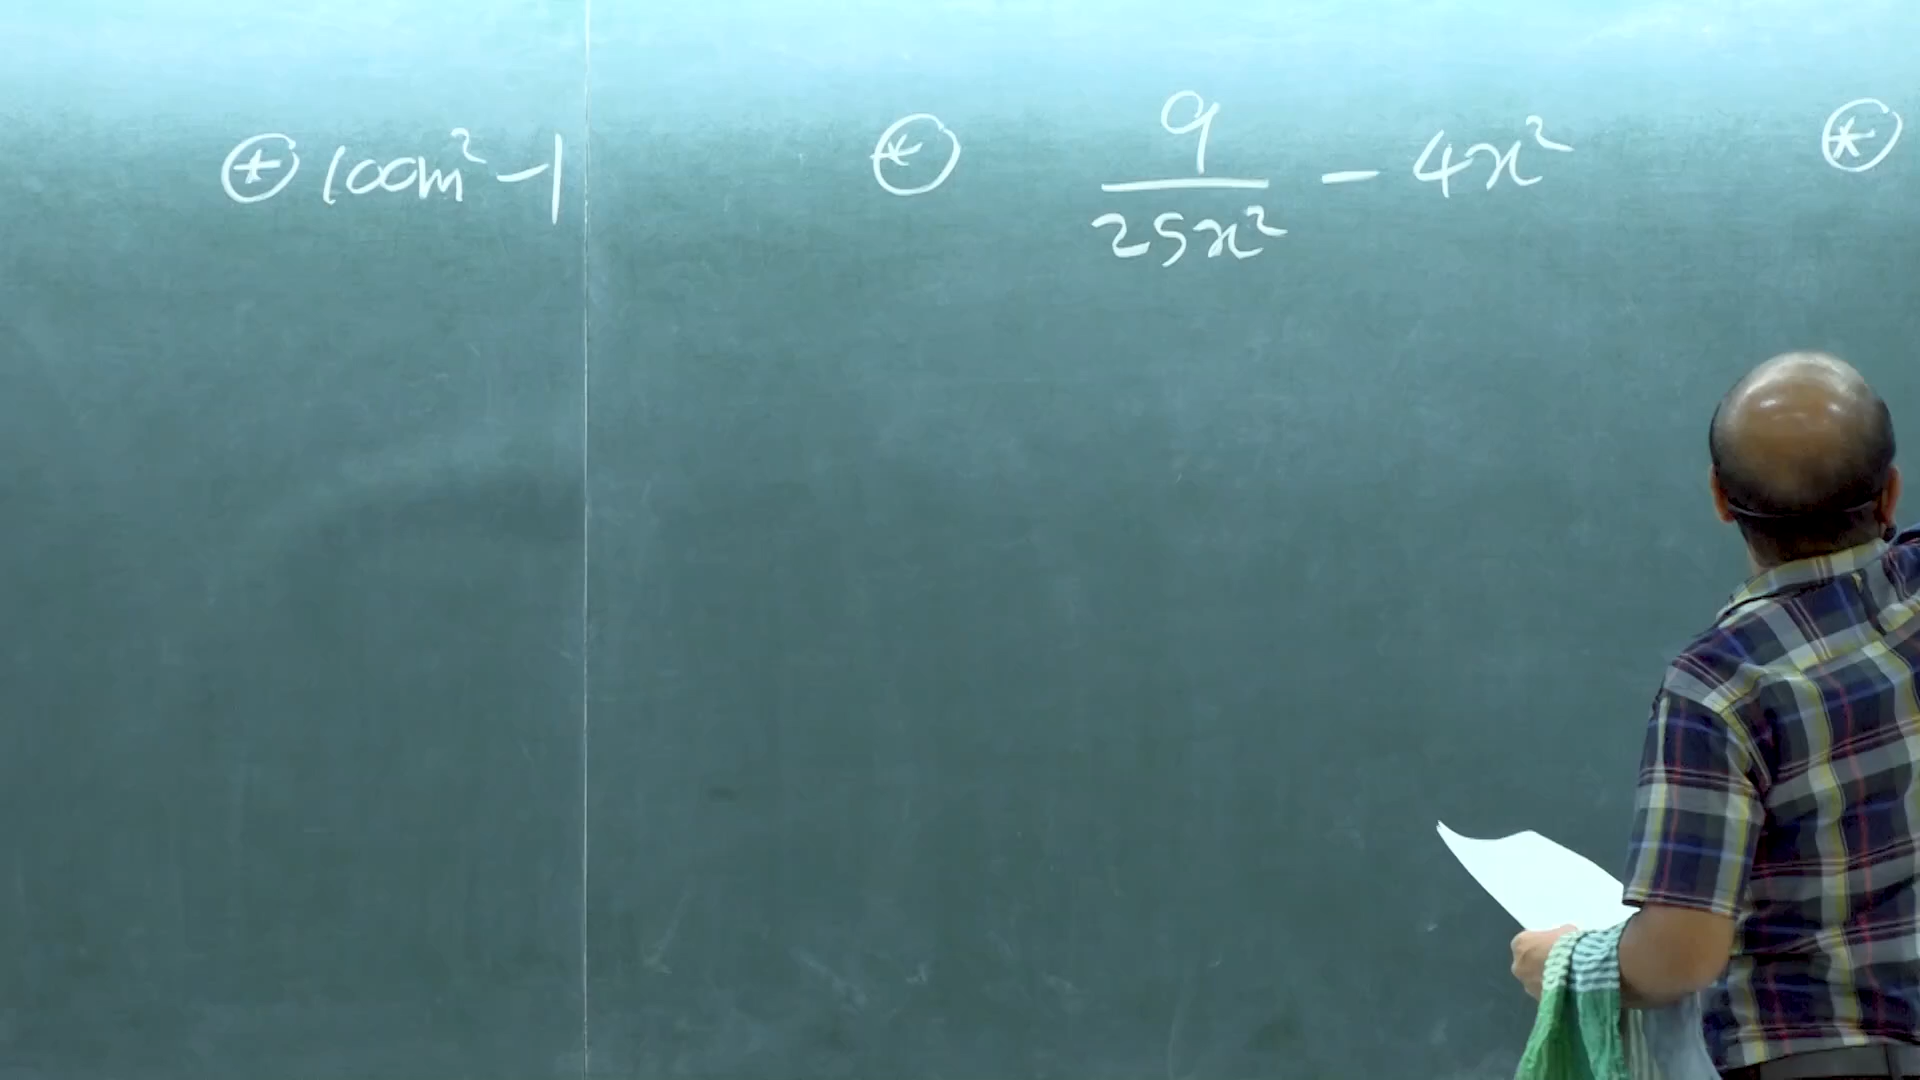 ⊛ 100m² - 1
⊛ 9/25x² - 4x²
⊛